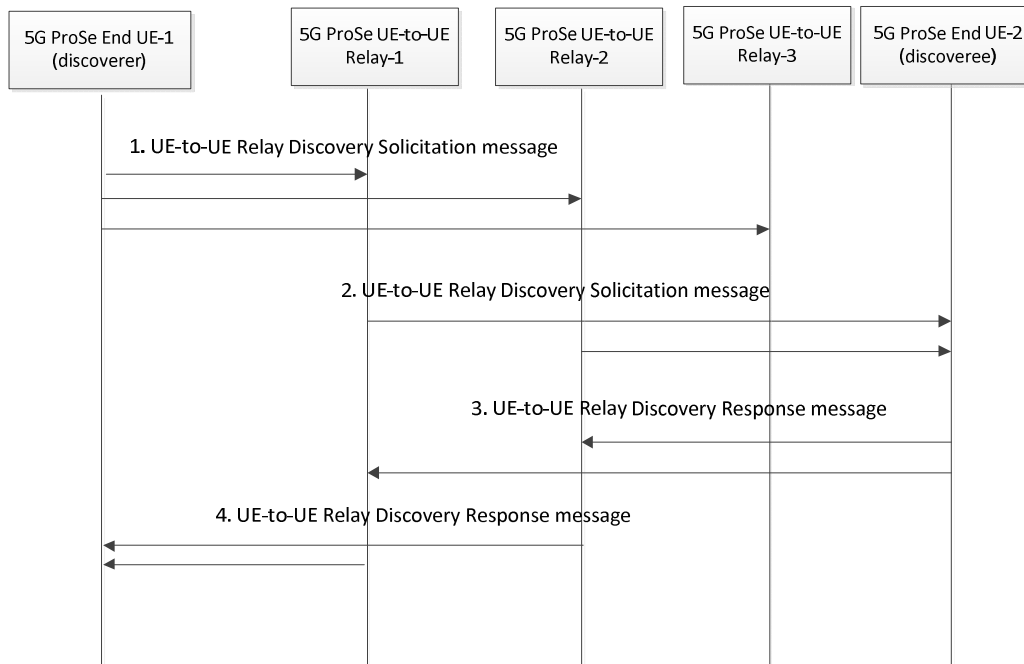 5G ProSe End UE-1
(discoverer)
5G ProSe UE-to-UE
Relay-1
5G ProSe UE-to-UE
Relay-2
5G ProSe UE-to-UE
Relay-3
5G ProSe End UE-2
(discoveree)
1. UE-to-UE Relay Discovery Solicitation message
2. UE-to-UE Relay Discovery Solicitation message
3. UE-to-UE Relay Discovery Response message
4. UE-to-UE Relay Discovery Response message